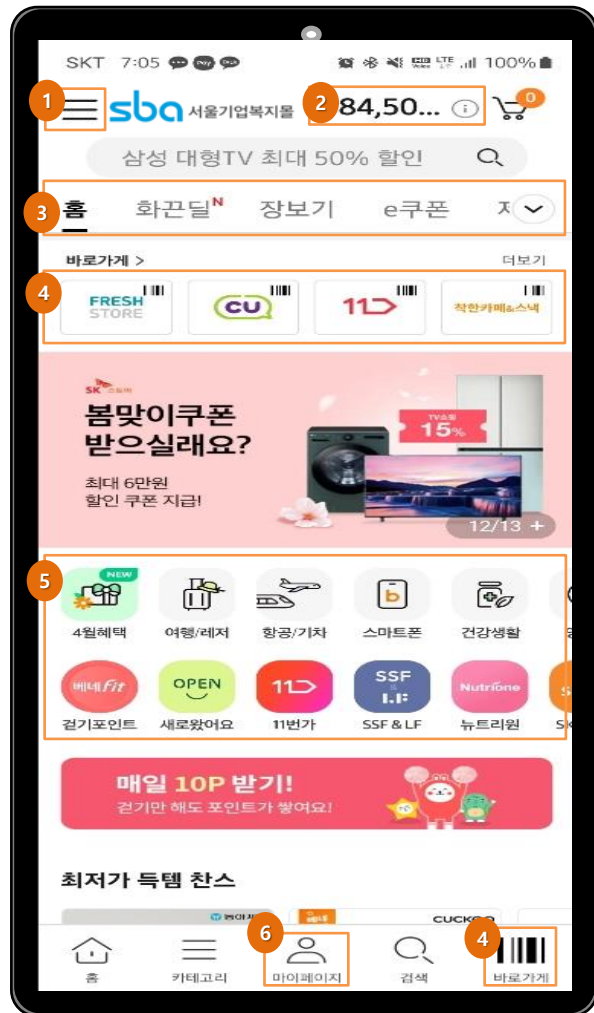 SKT 7:05 100%
1
sba 서울기업복지몰
2
84,50...
0
삼성 대형TV 최대 50% 할인
3
홈 화끈딜N 장보기 e쿠폰
바로가게 > 더보기
4
FRESH STORE
CU
11
착한카페&스낵
SK 스토아
봄맞이쿠폰
받으실래요?
최대 6만원
할인 쿠폰 지급!
TV쇼핑
15%
12/13 +
5
NEW
b
4월혜택 여행/레저 항공/기차 스마트폰 건강생활
베네Fit OPEN 11 SSF LF Nutrione
걷기포인트 새로왔어요 11번가 SSF & LF 뉴트리원 SK
매일 10P 받기!
걷기만 해도 포인트가 쌓여요!
최저가 득템 찬스
베네
CUCKOO
6
4
홈 카테고리 마이페이지 검색 바로가게